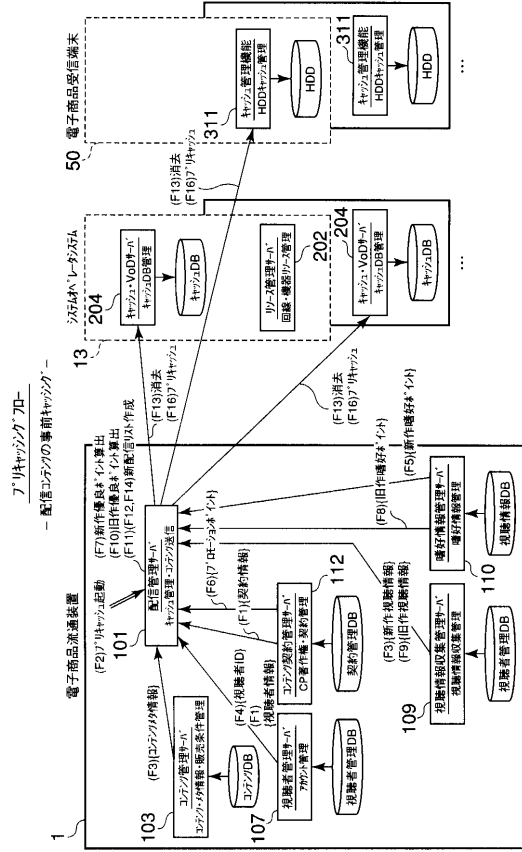 プリキャッシングフロー
－配信コンテンツの事前キャッシング－
1
電子商品流通装置
(F2)プリキャッシュ起動
(F7)新作優良ポイント算出
(F10)旧作優良ポイント算出
(F11)(F12,F14)新配信リスト作成
101
配信管理サーバ
キャッシュ管理・コンテンツ送信
(F3){コンテンツメタ情報}
103
コンテンツ管理サーバ
コンテンツ・メタ情報・販売条件管理
コンテンツDB
(F4){視聴者ID}
(F1)
{視聴者情報}
107
視聴者管理サーバ
アカウント管理
視聴者管理DB
(F6){プロモーションポイント}
(F1){契約情報}
112
コンテンツ契約管理サーバ
CP著作権・契約管理
契約管理DB
(F3){新作視聴情報}
(F9){旧作視聴情報}
109
視聴情報収集管理サーバ
視聴情報収集管理
視聴者管理DB
(F8){旧作嗜好ポイント}
(F5){新作嗜好ポイント}
110
嗜好情報管理サーバ
嗜好情報管理
視聴情報DB
(F13)消去
(F16)プリキャッシュ
(F13)消去
(F16)プリキャッシュ
(F13)消去
(F16)プリキャッシュ
13
システムオペレータシステム
204
キャッシュ・VoDサーバ
キャッシュDB管理
キャッシュDB
リソース管理サーバ
回線・機器リソース管理
202
204
キャッシュ・VoDサーバ
キャッシュDB管理
キャッシュDB
…
50
電子商品受信端末
311
キャッシュ管理機能
HDDキャッシュ管理
HDD
311
キャッシュ管理機能
HDDキャッシュ管理
HDD
…